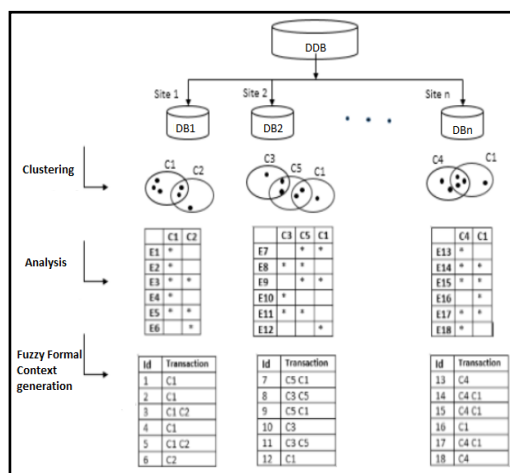 DDB
Site 1 Site 2 Site n
DB1 DB2 DBn
Clustering
C1 C2 C3 C5 C1 C4 C1
Analysis
C1 C2 C3 C5 C1 C4 C1
E1 * E7 * * E13 *
E2 * E8 * * E14 * *
E3 * * E9 * * E15 * *
E4 * E10 * E16 *
E5 * * E11 * * E17 * *
E6 * E12 * E18 *
Fuzzy Formal
Context
generation
Id Transaction Id Transaction Id Transaction
1 C1 7 C5 C1 13 C4
2 C1 8 C3 C5 14 C4 C1
3 C1 C2 9 C5 C1 15 C4 C1
4 C1 10 C3 16 C1
5 C1 C2 11 C3 C5 17 C4 C1
6 C2 12 C1 18 C4